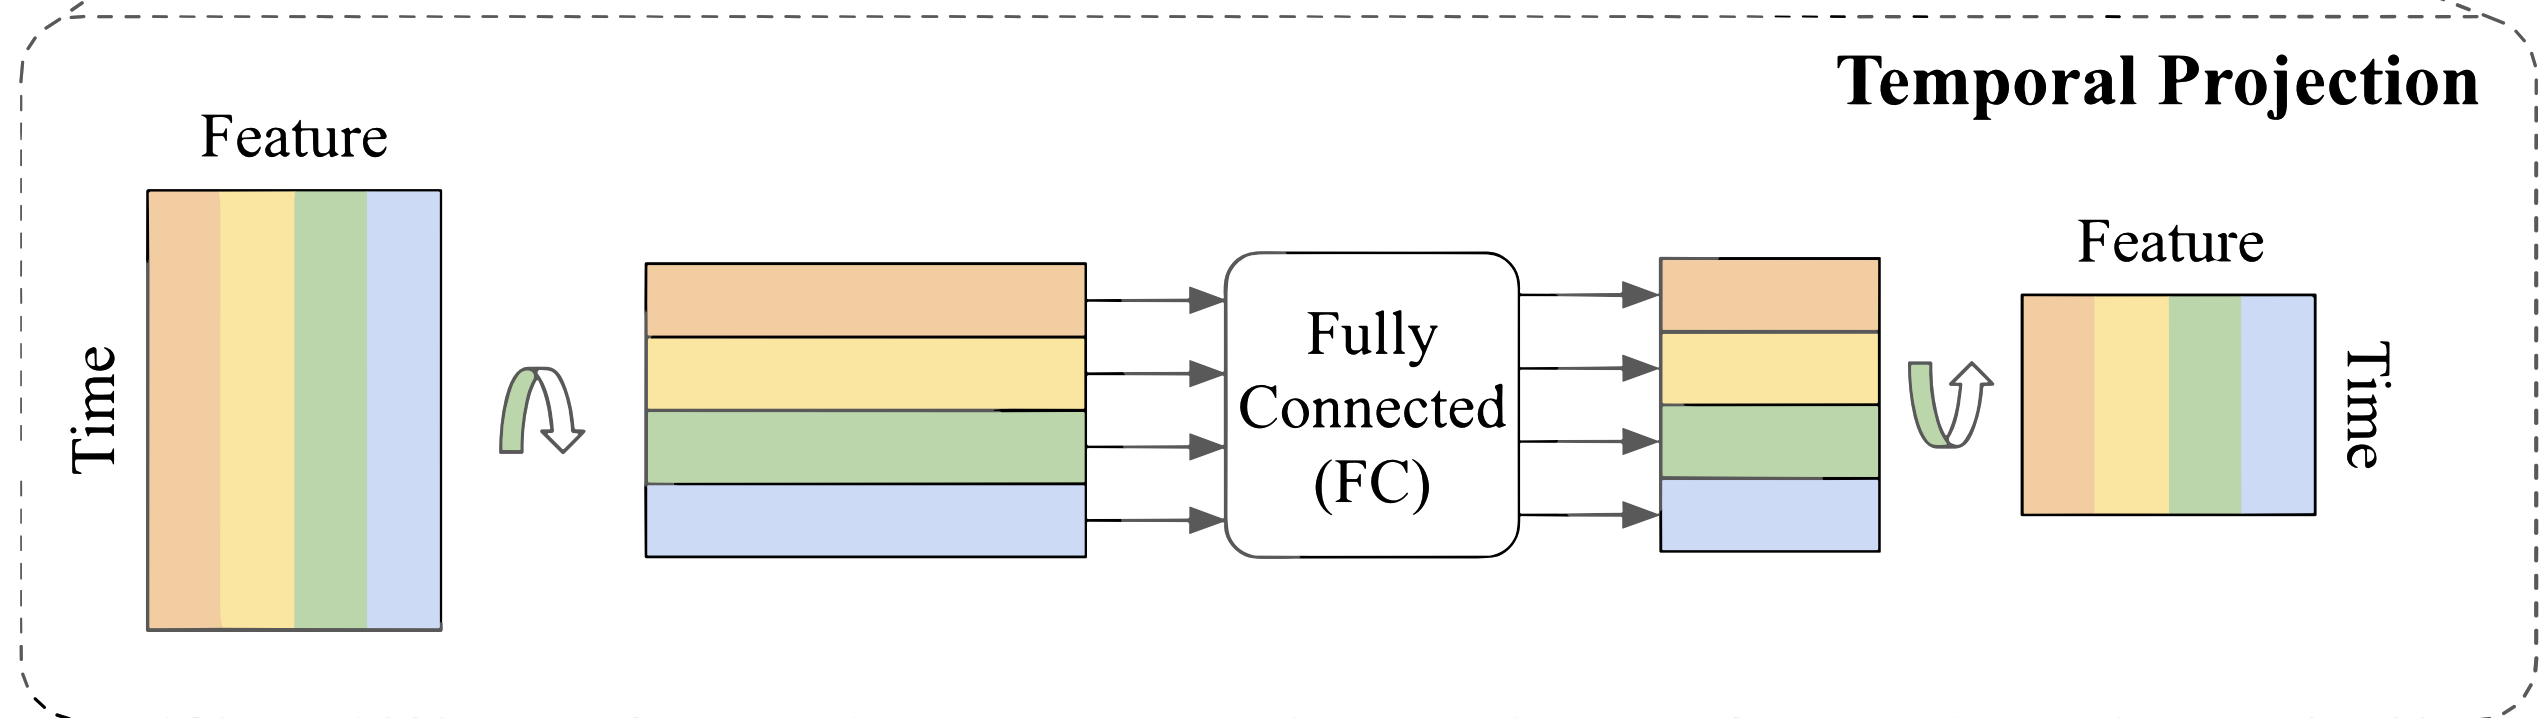 Temporal Projection
Feature
Time
Fully
Connected
(FC)
Feature
Time